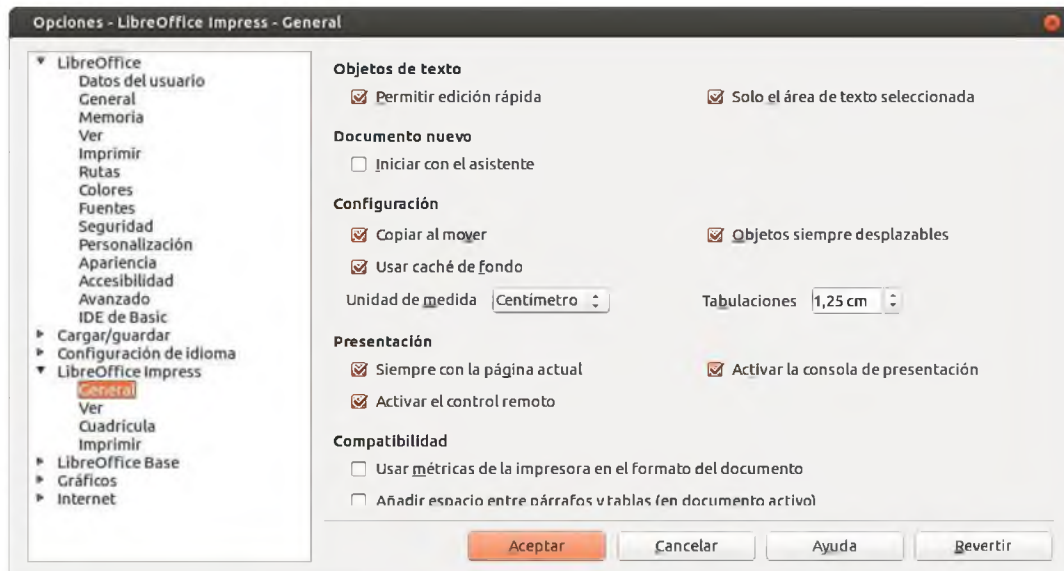 Opciones - LibreOffice Impress - General
LibreOffice
Datos del usuario
General
Memoria
Ver
Imprimir
Rutas
Colores
Fuentes
Seguridad
Personalización
Apariencia
Accesibilidad
Avanzado
IDE de Basic
Cargar/guardar
Configuración de idioma
LibreOffice Impress
General
Ver
Cuadrícula
Imprimir
LibreOffice Base
Gráficos
Internet
Objetos de texto
Permitir edición rápida
Solo el área de texto seleccionada
Documento nuevo
Iniciar con el asistente
Configuración
Copiar al mover
Objetos siempre desplazables
Usar caché de fondo
Unidad de medida Centímetro
Tabulaciones 1,25 cm
Presentación
Siempre con la página actual
Activar la consola de presentación
Activar el control remoto
Compatibilidad
Usar métricas de la impresora en el formato del documento
Añadir espacio entre párrafos y tablas (en documento activo)
Aceptar
Cancelar
Ayuda
Revertir